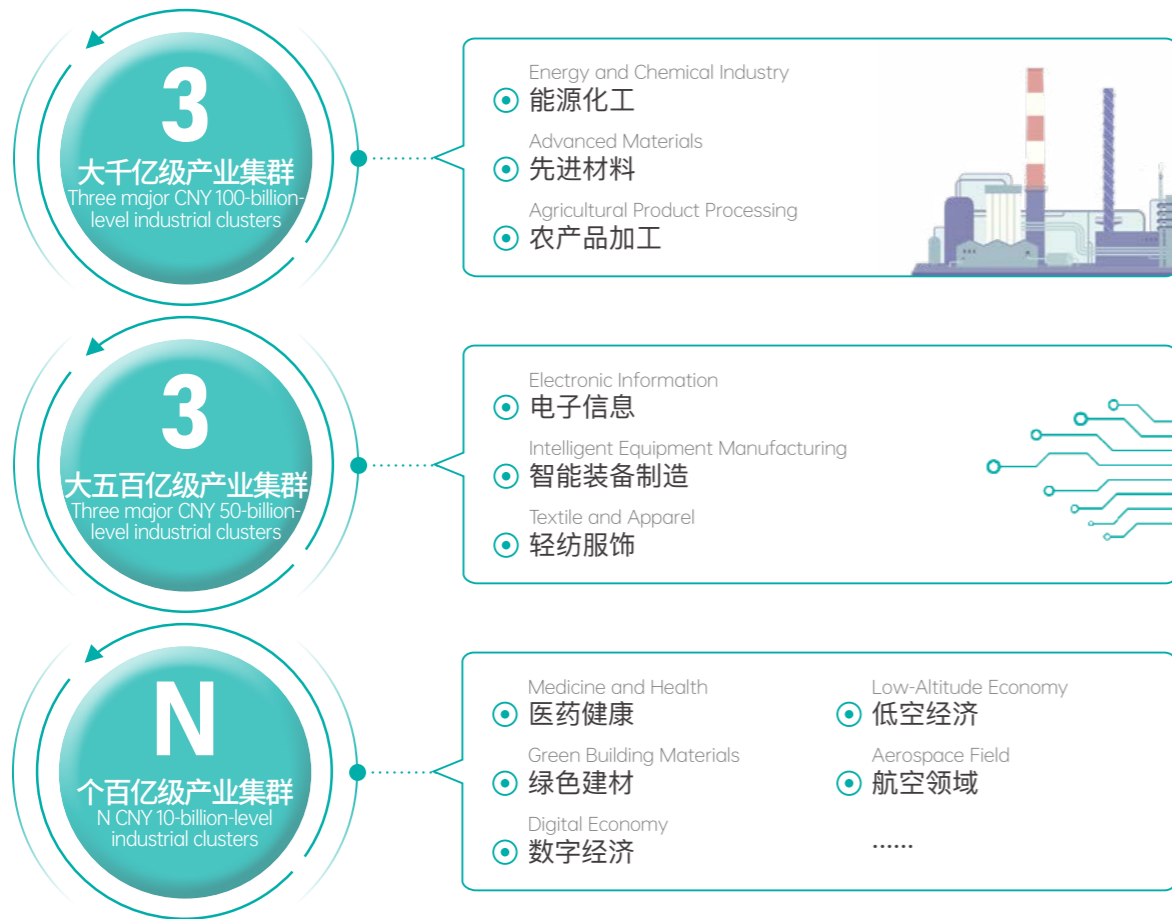 3
大千亿级产业集群
Three major CNY 100-billion-
level industrial clusters
Energy and Chemical Industry
能源化工
Advanced Materials
先进材料
Agricultural Product Processing
农产品加工
3
大五百亿级产业集群
Three major CNY 50-billion-
level industrial clusters
Electronic Information
电子信息
Intelligent Equipment Manufacturing
智能装备制造
Textile and Apparel
轻纺服饰
N
个百亿级产业集群
N CNY 10-billion-level
industrial clusters
Medicine and Health
医药健康
Green Building Materials
绿色建材
Digital Economy
数字经济
Low-Altitude Economy
低空经济
Aerospace Field
航空领域
......